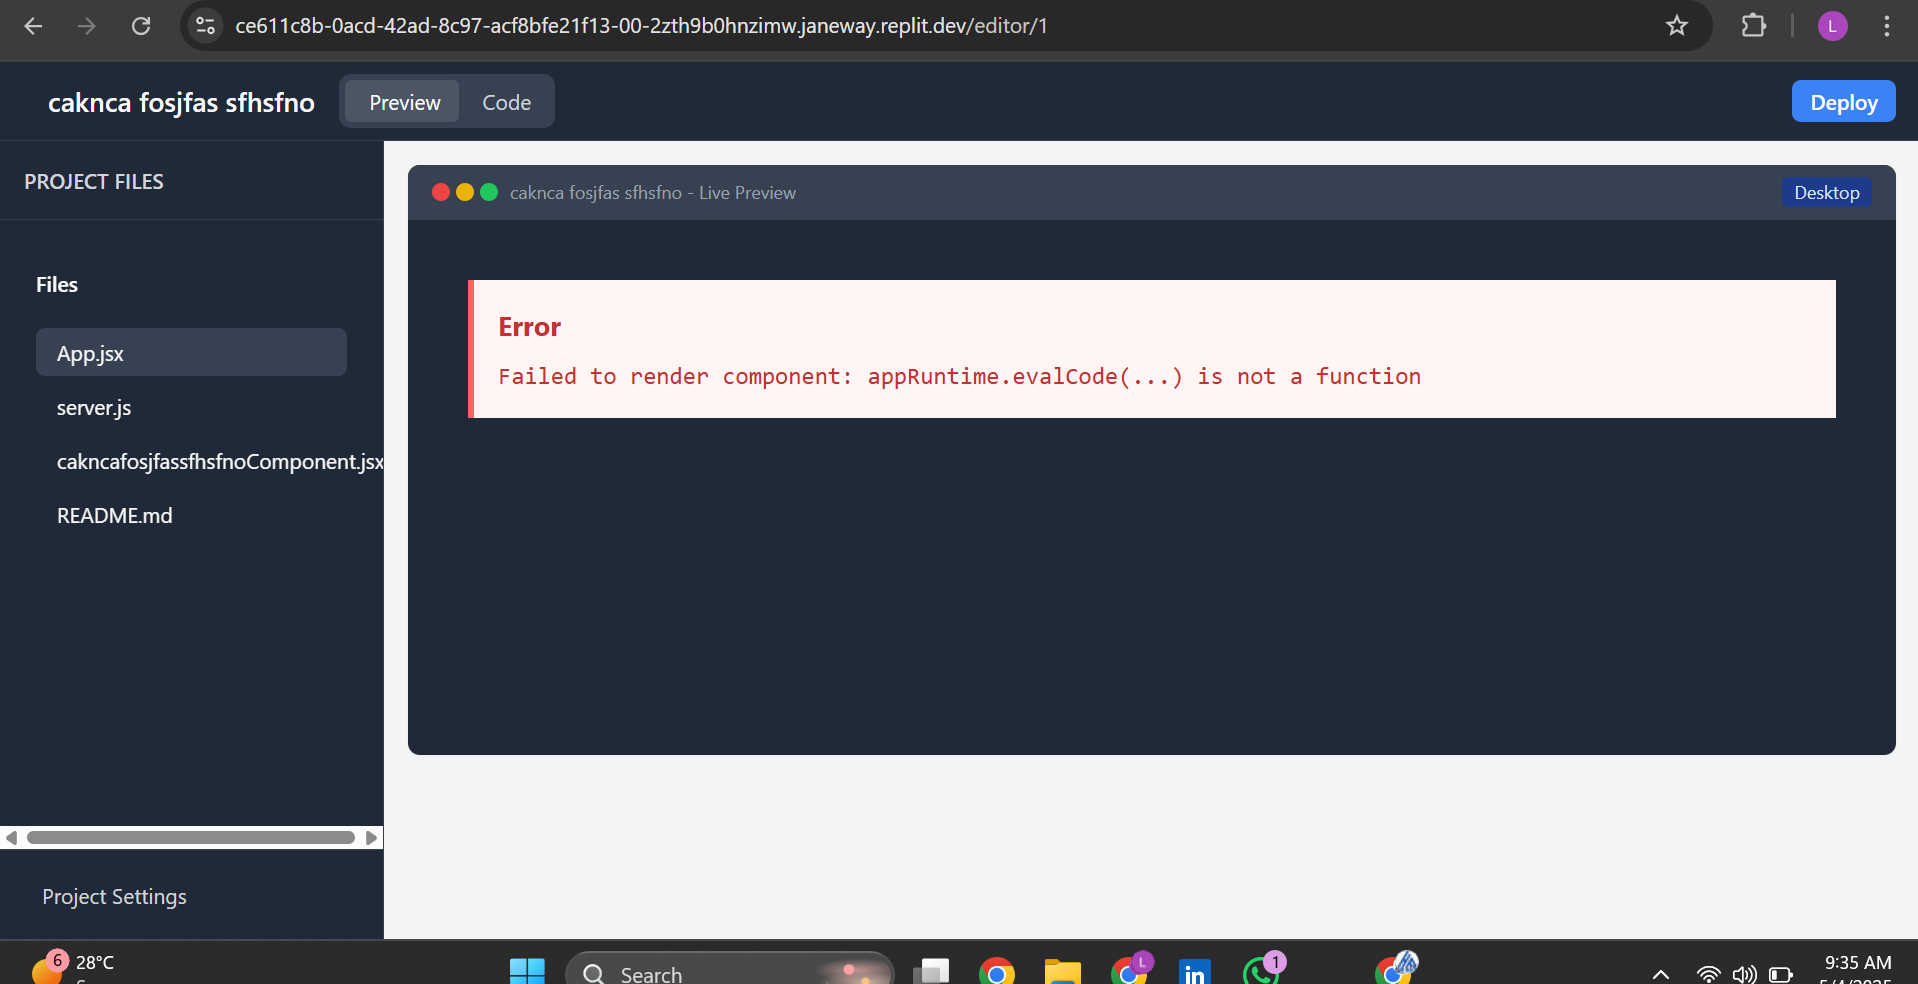 ce611c8b-0acd-42ad-8c97-acf8bfe21f13-00-2zth9b0hnzimw.janeway.replit.dev/editor/1
L
caknca fosjfas sfhsfno
Preview
Code
Deploy
PROJECT FILES
caknca fosjfas sfhsfno - Live Preview
Desktop
Files
Error
App.jsx
Failed to render component: appRuntime.evalCode(...) is not a function
server.js
cakncafosjfassfhsfnoComponent.jsx
README.md
Project Settings
6
28°C
Search
L
in
1
9:35 AM